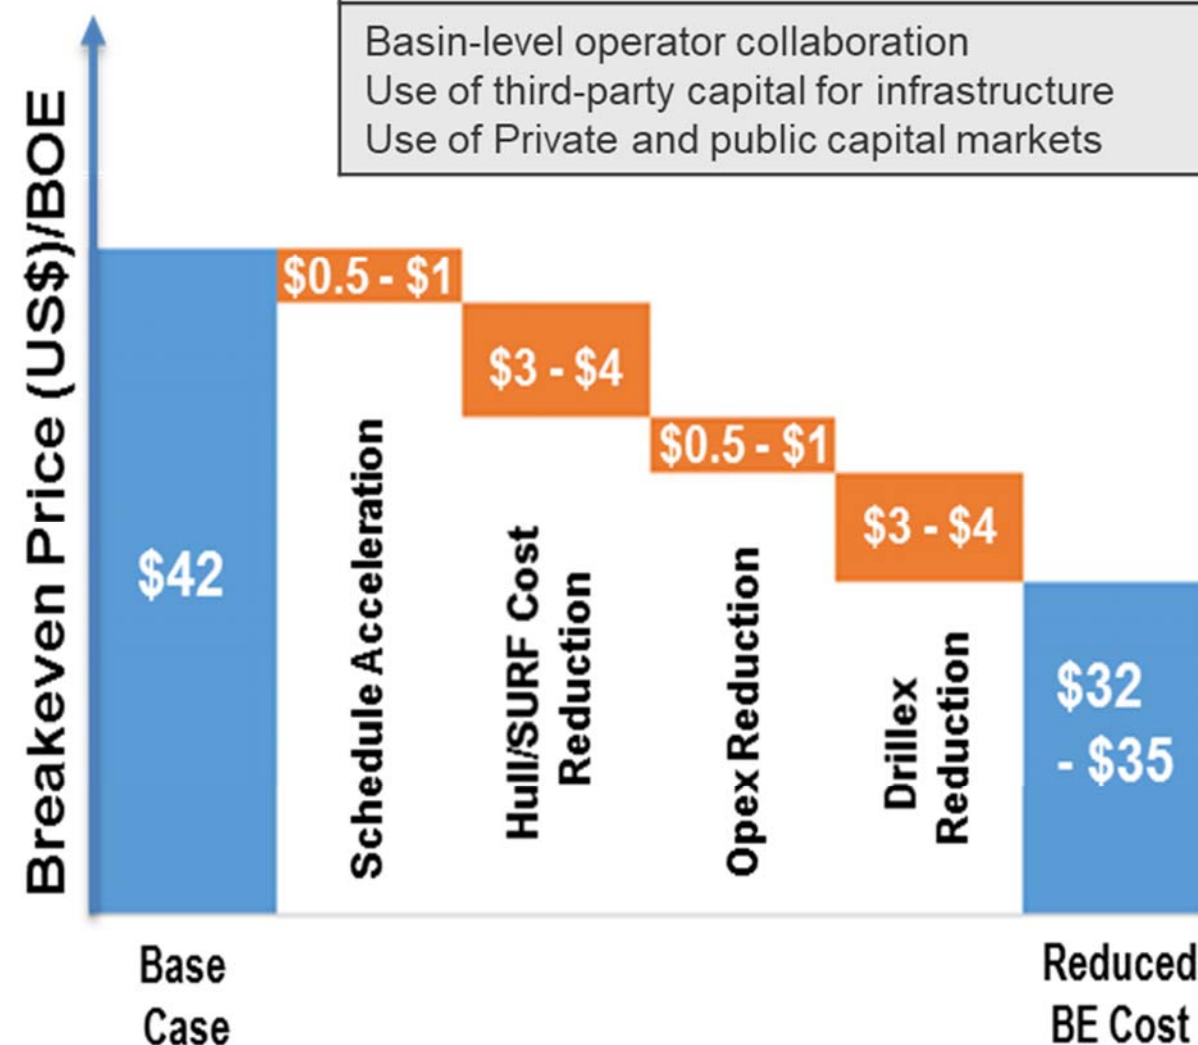 Basin-level operator collaboration
Use of third-party capital for infrastructure
Use of Private and public capital markets
Breakeven Price (US$)/BOE
$42
$0.5 - $1
Schedule Acceleration
$3 - $4
Hull/SURF Cost
Reduction
$0.5 - $1
Opex Reduction
$3 - $4
Drillex
Reduction
$32
- $35
Base
Case
Reduced
BE Cost